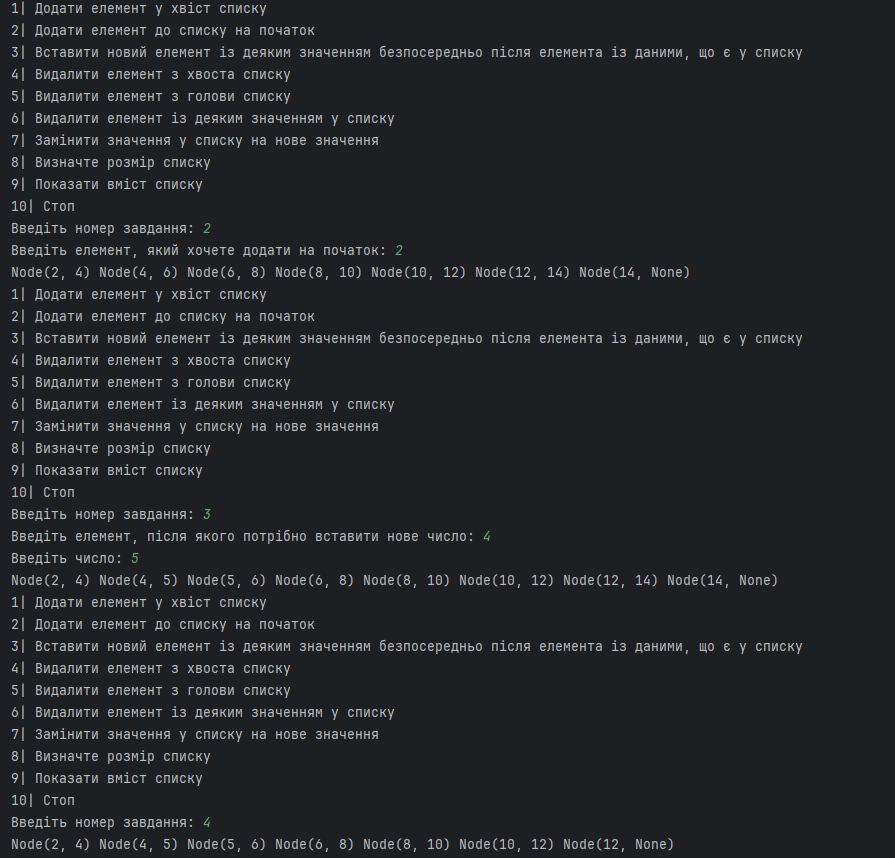 1| Додати елемент у хвіст списку
2| Додати елемент до списку на початок
3| Вставити новий елемент із деяким значенням безпосередньо після елемента із даними, що є у списку
4| Видалити елемент з хвоста списку
5| Видалити елемент з голови списку
6| Видалити елемент із деяким значенням у списку
7| Замінити значення у списку на нове значення
8| Визначте розмір списку
9| Показати вміст списку
10| Стоп
Введіть номер завдання: 2
Введіть елемент, який хочете додати на початок: 2
Node(2, 4) Node(4, 6) Node(6, 8) Node(8, 10) Node(10, 12) Node(12, 14) Node(14, None)
1| Додати елемент у хвіст списку
2| Додати елемент до списку на початок
3| Вставити новий елемент із деяким значенням безпосередньо після елемента із даними, що є у списку
4| Видалити елемент з хвоста списку
5| Видалити елемент з голови списку
6| Видалити елемент із деяким значенням у списку
7| Замінити значення у списку на нове значення
8| Визначте розмір списку
9| Показати вміст списку
10| Стоп
Введіть номер завдання: 3
Введіть елемент, після якого потрібно вставити нове число: 4
Введіть число: 5
Node(2, 4) Node(4, 5) Node(5, 6) Node(6, 8) Node(8, 10) Node(10, 12) Node(12, 14) Node(14, None)
1| Додати елемент у хвіст списку
2| Додати елемент до списку на початок
3| Вставити новий елемент із деяким значенням безпосередньо після елемента із даними, що є у списку
4| Видалити елемент з хвоста списку
5| Видалити елемент з голови списку
6| Видалити елемент із деяким значенням у списку
7| Замінити значення у списку на нове значення
8| Визначте розмір списку
9| Показати вміст списку
10| Стоп
Введіть номер завдання: 4
Node(2, 4) Node(4, 5) Node(5, 6) Node(6, 8) Node(8, 10) Node(10, 12) Node(12, None)